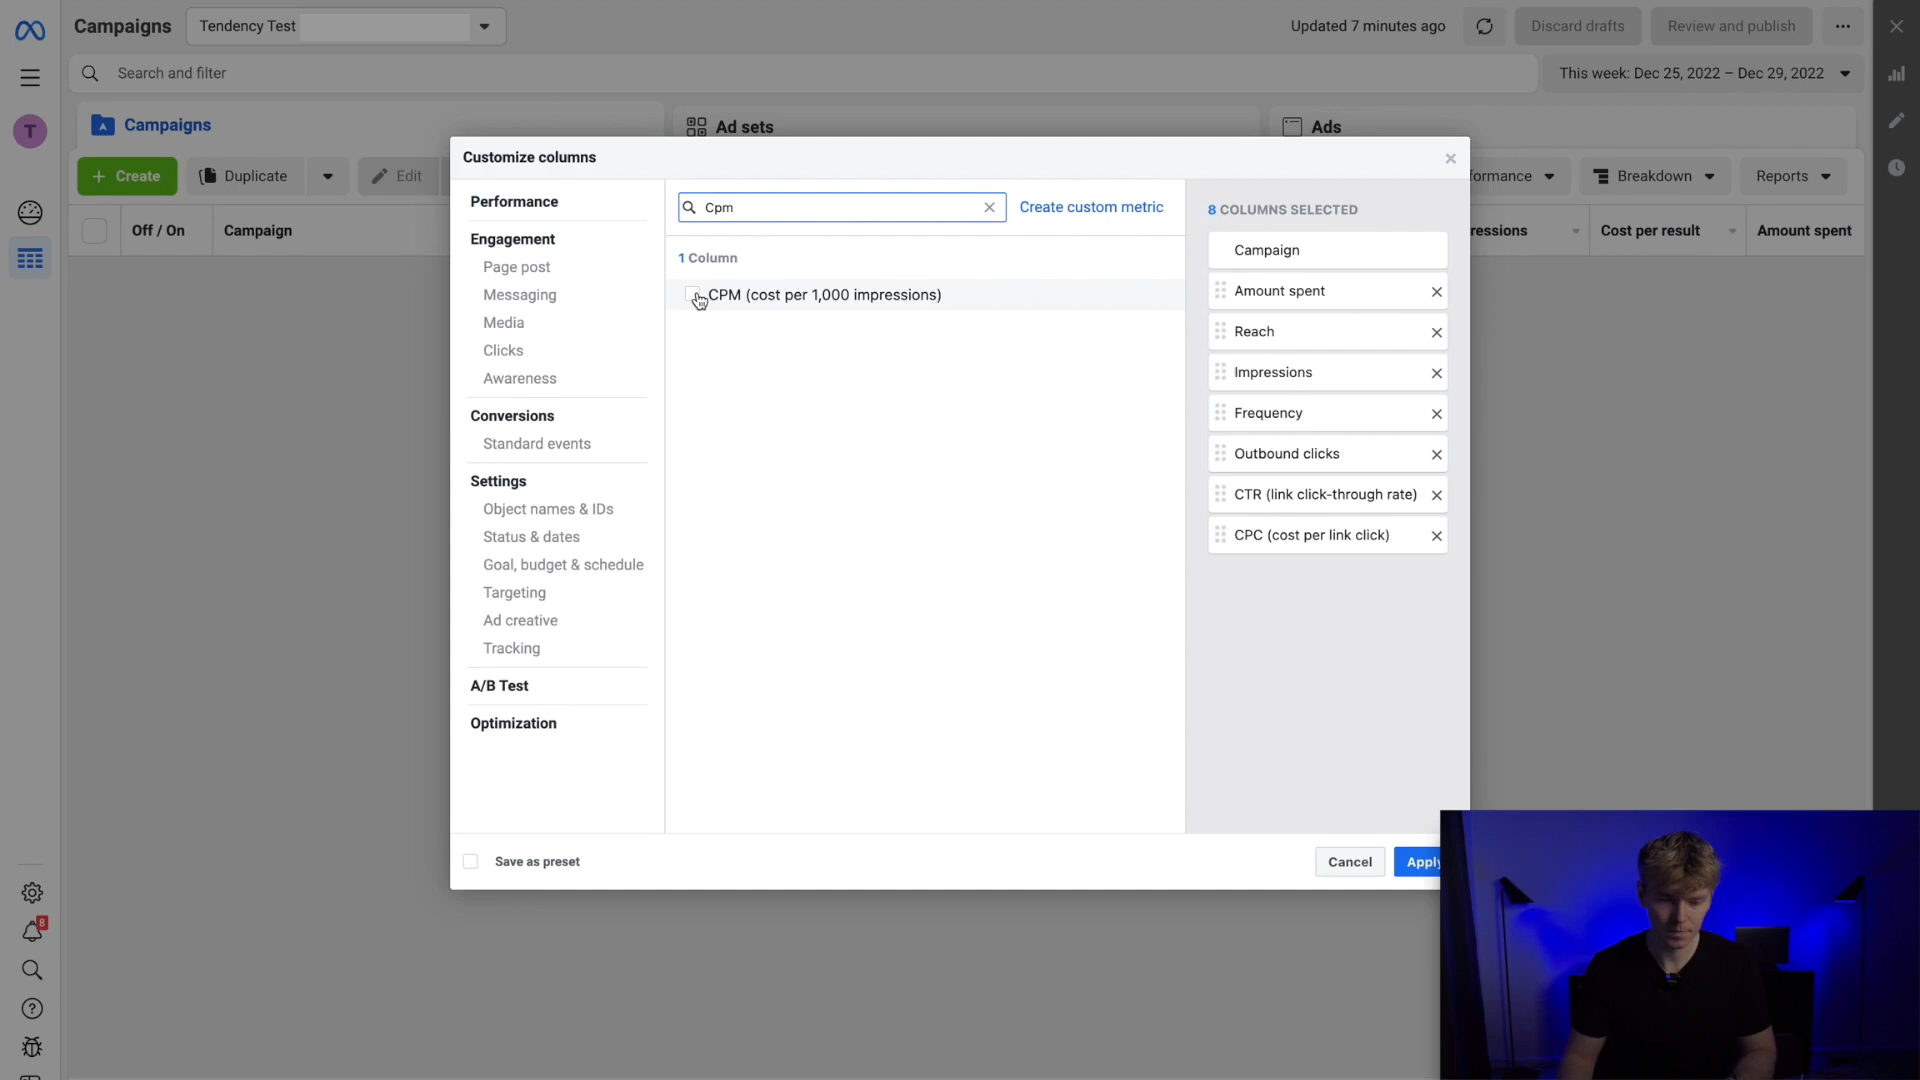 Campaigns
Tendency Test
Updated 7 minutes ago
Discard drafts
Review and publish
Search and filter
This week: Dec 25, 2022 – Dec 29, 2022
T
Campaigns
Ad sets
Ads
+ Create
Duplicate
Edit
formance
Breakdown
Reports
Off / On
Campaign
ressions
Cost per result
Amount spent
Customize columns
Performance
Engagement
Page post
Messaging
Media
Clicks
Awareness
Conversions
Standard events
Settings
Object names & IDs
Status & dates
Goal, budget & schedule
Targeting
Ad creative
Tracking
A/B Test
Optimization
Cpm
Create custom metric
1 Column
CPM (cost per 1,000 impressions)
8 COLUMNS SELECTED
Campaign
Amount spent
Reach
Impressions
Frequency
Outbound clicks
CTR (link click-through rate)
CPC (cost per link click)
Save as preset
Cancel
Apply
8